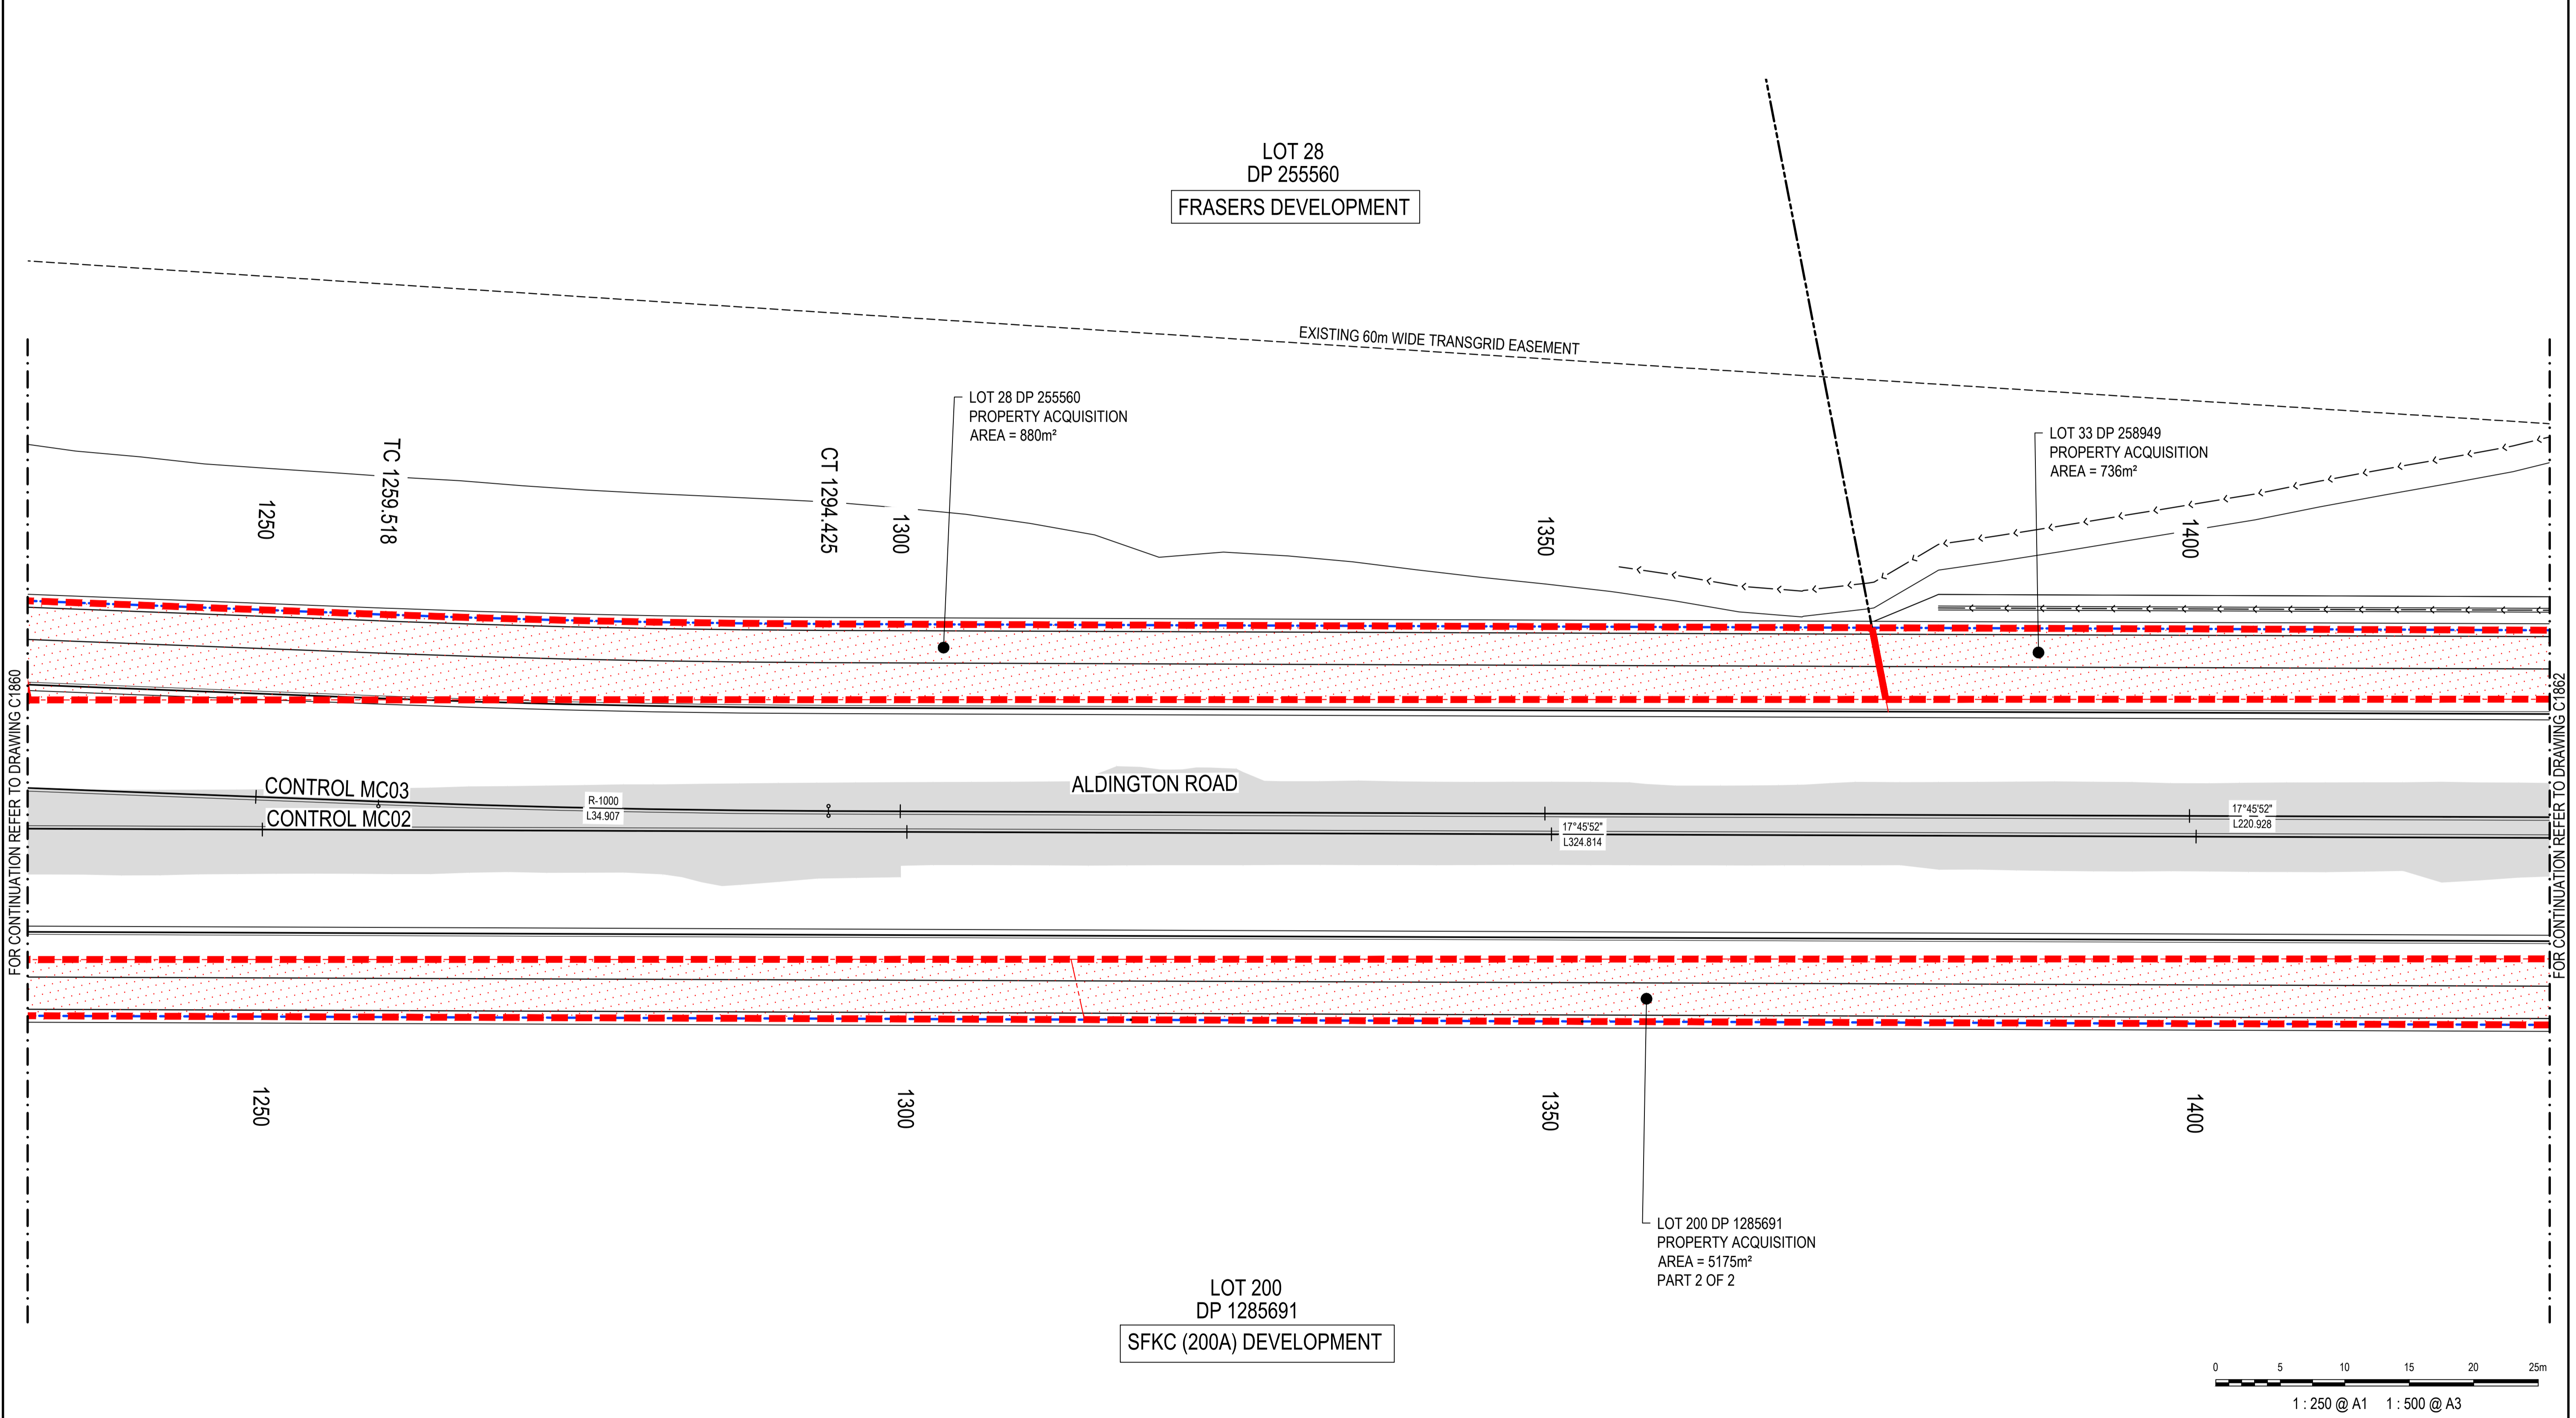 LOT 28
DP 255560
FRASERS DEVELOPMENT
EXISTING 60m WIDE TRANSGRID EASEMENT
LOT 28 DP 255560
PROPERTY ACQUISITION
AREA = 880m²
LOT 33 DP 258949
PROPERTY ACQUISITION
AREA = 736m²
1250
TC 1259.518
CT 1294.425
1300
1350
1400
FOR CONTINUATION REFER TO DRAWING C1860
FOR CONTINUATION REFER TO DRAWING C1862
CONTROL MC03
CONTROL MC02
R-1000
L34.907
ALDINGTON ROAD
17°45'52"
L324.814
17°45'52"
L220.928
1250
1300
1350
1400
LOT 200 DP 1285691
PROPERTY ACQUISITION
AREA = 5175m²
PART 2 OF 2
LOT 200
DP 1285691
SFKC (200A) DEVELOPMENT
0 5 10 15 20 25m
1 : 250 @ A1 1 : 500 @ A3